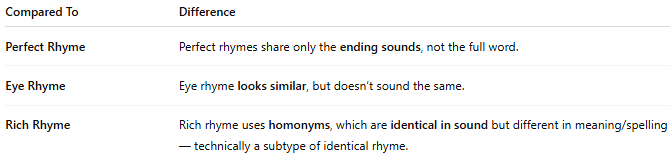 Compared To Difference
Perfect Rhyme Perfect rhymes share only the ending sounds, not the full word.
Eye Rhyme Eye rhyme looks similar, but doesn't sound the same.
Rich Rhyme Rich rhyme uses homonyms, which are identical in sound but different in meaning/spelling
— technically a subtype of identical rhyme.